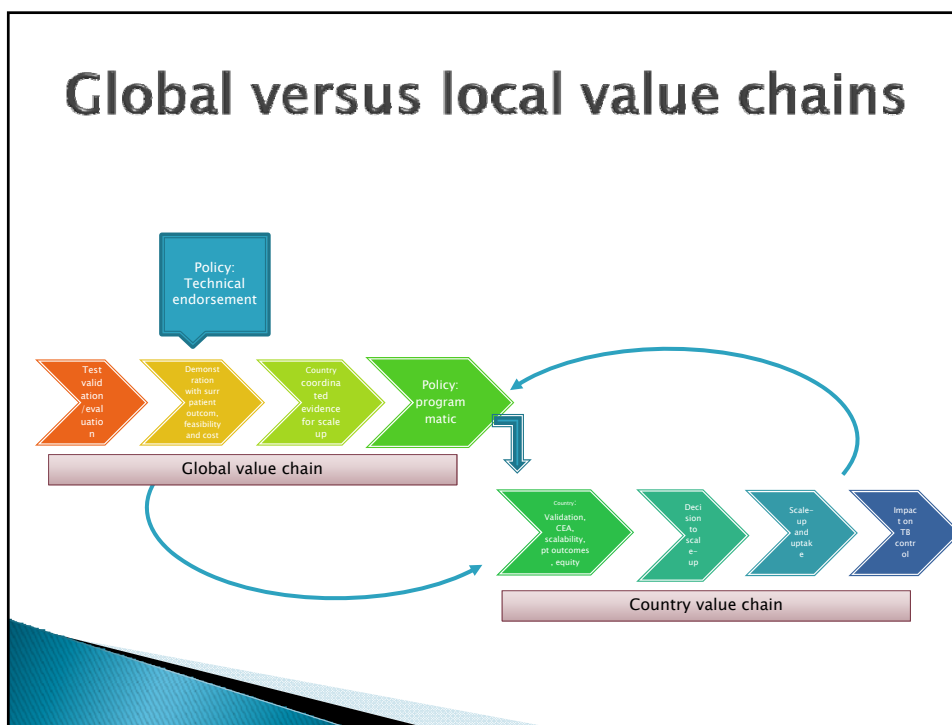 Global versus local value chains
Policy:
Technical
endorsement
Test
valid
ation
/eval
uatio
n
Demonst
ration
with surr
patient
outcom,
feasibility
and cost
Country
coordina
ted
evidence
for scale
up
Policy:
program
matic
Global value chain
Country:
Validation,
CEA,
scalability,
pt outcomes
, equity
Deci
sion
to
scale-
up
Scale-
up
and
uptak
e
Impac
t on
TB
contr
ol
Country value chain